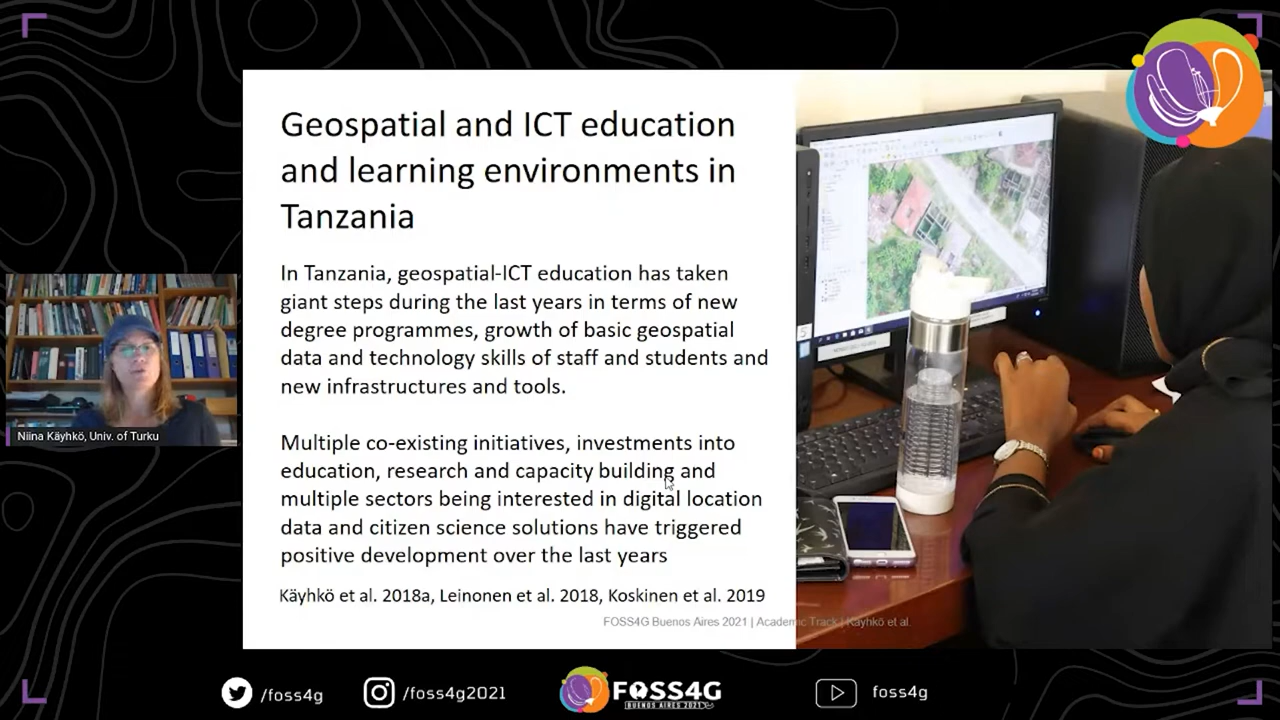 Geospatial and ICT education
and learning environments in
Tanzania
In Tanzania, geospatial-ICT education has taken
giant steps during the last years in terms of new
degree programmes, growth of basic geospatial
data and technology skills of staff and students and
new infrastructures and tools.
Multiple co-existing initiatives, investments into
education, research and capacity building and
multiple sectors being interested in digital location
data and citizen science solutions have triggered
positive development over the last years
Käyhkö et al. 2018a, Leinonen et al. 2018, Koskinen et al. 2019
FOSS4G Buenos Aires 2021 | Academic Track | Käyhkö et al.
Niina Käyhkö, Univ. of Turku
/foss4g
/foss4g2021
FOSS4G
BUENOS AIRES 2021
foss4g